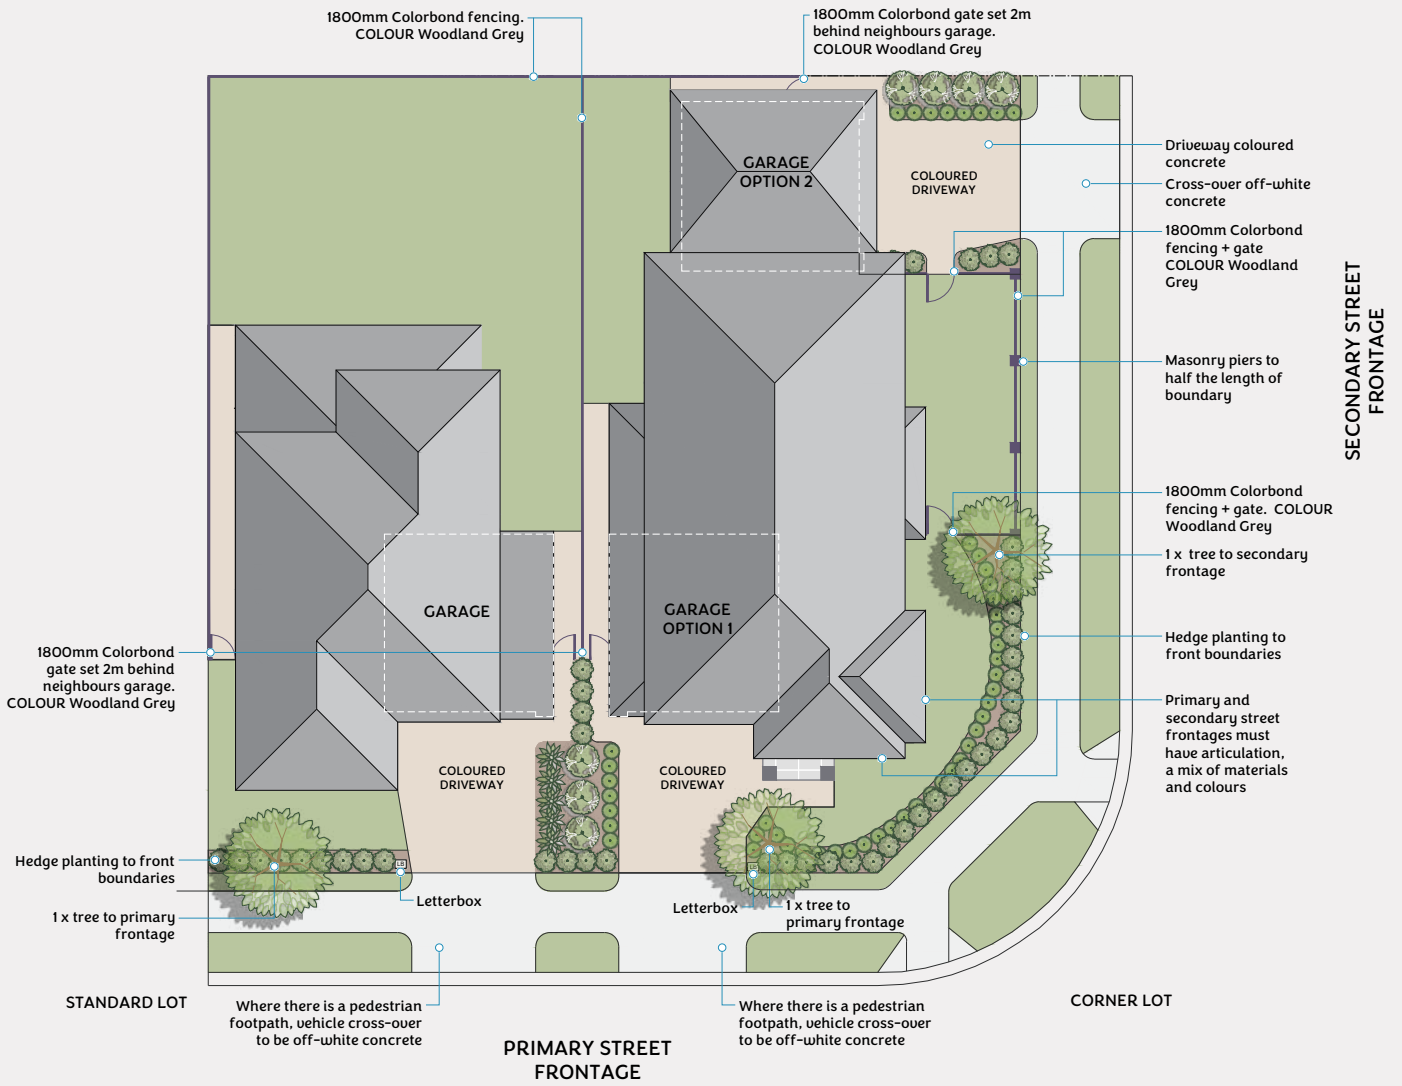 1800mm Colorbond fencing.
COLOUR Woodland Grey
1800mm Colorbond gate set 2m
behind neighbours garage.
COLOUR Woodland Grey
GARAGE
OPTION 2
COLOURED
DRIVEWAY
Driveway coloured
concrete
Cross-over off-white
concrete
1800mm Colorbond
fencing + gate
COLOUR Woodland
Grey
SECONDARY STREET
FRONTAGE
Masonry piers to
half the length of
boundary
1800mm Colorbond
fencing + gate. COLOUR
Woodland Grey
1 x tree to secondary
frontage
GARAGE
GARAGE
OPTION 1
Hedge planting to
front boundaries
1800mm Colorbond
gate set 2m behind
neighbours garage.
COLOUR Woodland Grey
Primary and
secondary street
frontages must
have articulation,
a mix of materials
and colours
COLOURED
DRIVEWAY
COLOURED
DRIVEWAY
Hedge planting to front
boundaries
LB
LB
Letterbox
Letterbox
1 x tree to
primary frontage
1 x tree to primary
frontage
STANDARD LOT
CORNER LOT
Where there is a pedestrian
footpath, vehicle cross-over
to be off-white concrete
Where there is a pedestrian
footpath, vehicle cross-over
to be off-white concrete
PRIMARY STREET
FRONTAGE